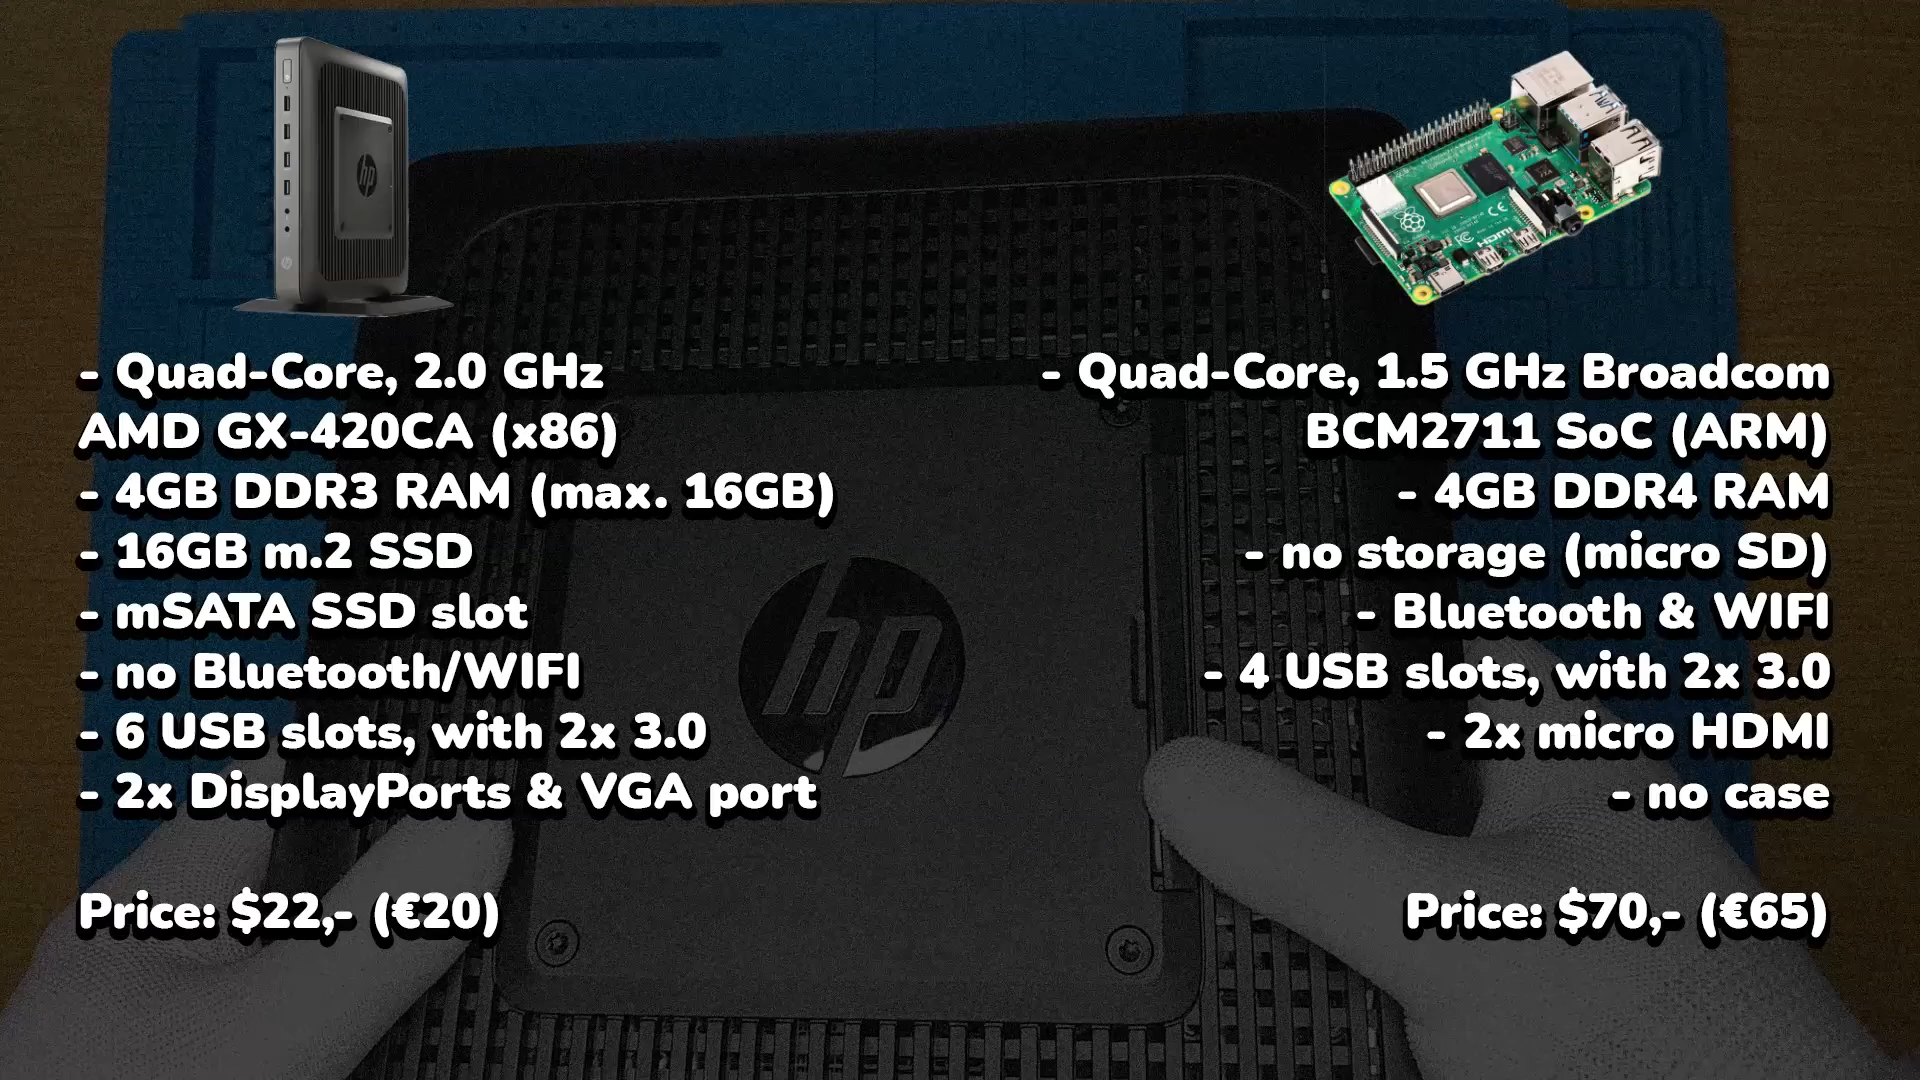 - Quad-Core, 2.0 GHz
AMD GX-420CA (x86)
- 4GB DDR3 RAM (max. 16GB)
- 16GB m.2 SSD
- mSATA SSD slot
- no Bluetooth/WIFI
- 6 USB slots, with 2x 3.0
- 2x DisplayPorts & VGA port
Price: $22,- (€20)
- Quad-Core, 1.5 GHz Broadcom
BCM2711 SoC (ARM)
- 4GB DDR4 RAM
- no storage (micro SD)
- Bluetooth & WIFI
- 4 USB slots, with 2x 3.0
- 2x micro HDMI
- no case
Price: $70,- (€65)
hp
hp
HDMI